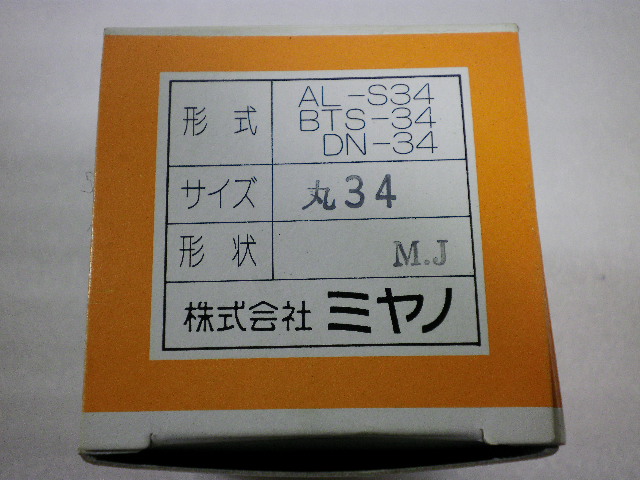 形式 AL-S34
BTS-34
DN-34
サイズ 丸34
形状 M.J
株式会社 ミヤノ